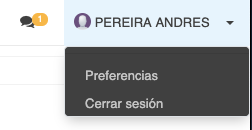 1
PEREIRA ANDRES
Preferencias
Cerrar sesión